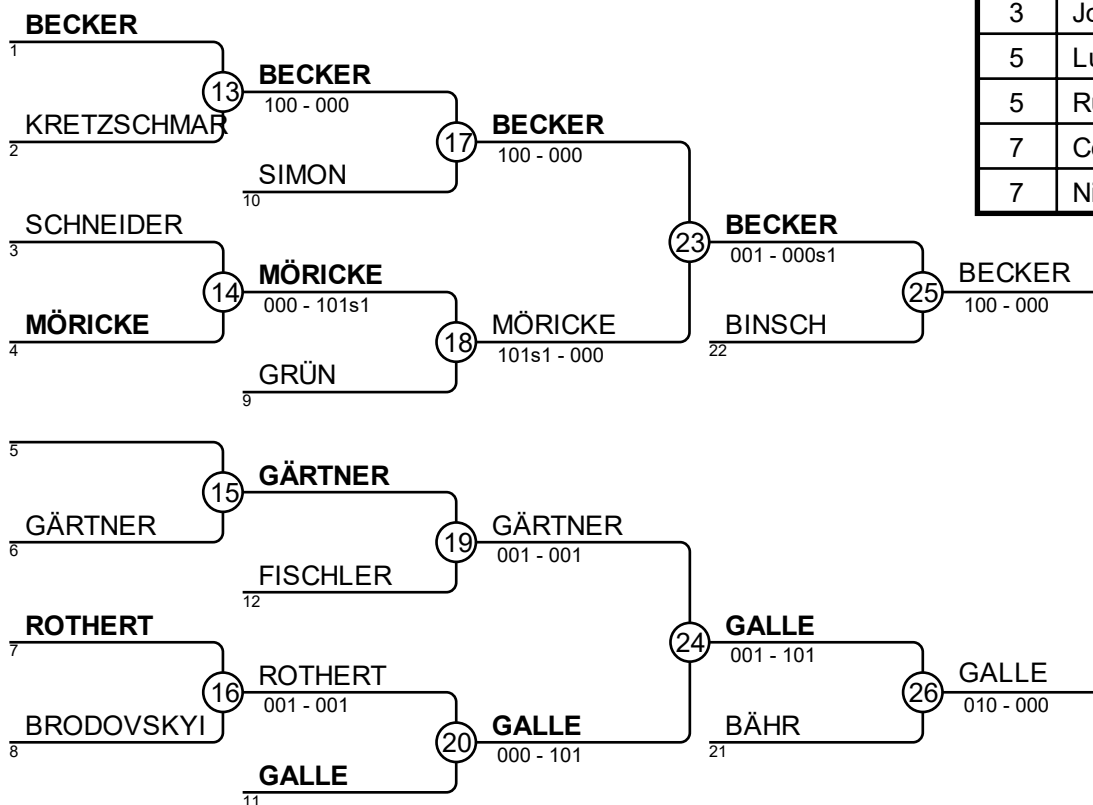 BECKER
1
13
BECKER
100 - 000
KRETZSCHMAR
2
17
BECKER
100 - 000
SIMON
10
SCHNEIDER
3
23
BECKER
001 - 000s1
14
MÖRICKE
000 - 101s1
MÖRICKE
4
25
BECKER
100 - 000
18
MÖRICKE
101s1 - 000
BINSCH
22
GRÜN
9
5
15
GÄRTNER
GÄRTNER
6
19
GÄRTNER
001 - 001
FISCHLER
12
ROTHERT
7
24
GALLE
001 - 101
16
ROTHERT
001 - 001
26
GALLE
010 - 000
BRODOVSKYI
8
20
GALLE
000 - 101
BÄHR
21
GALLE
11
3
5
5
7
7